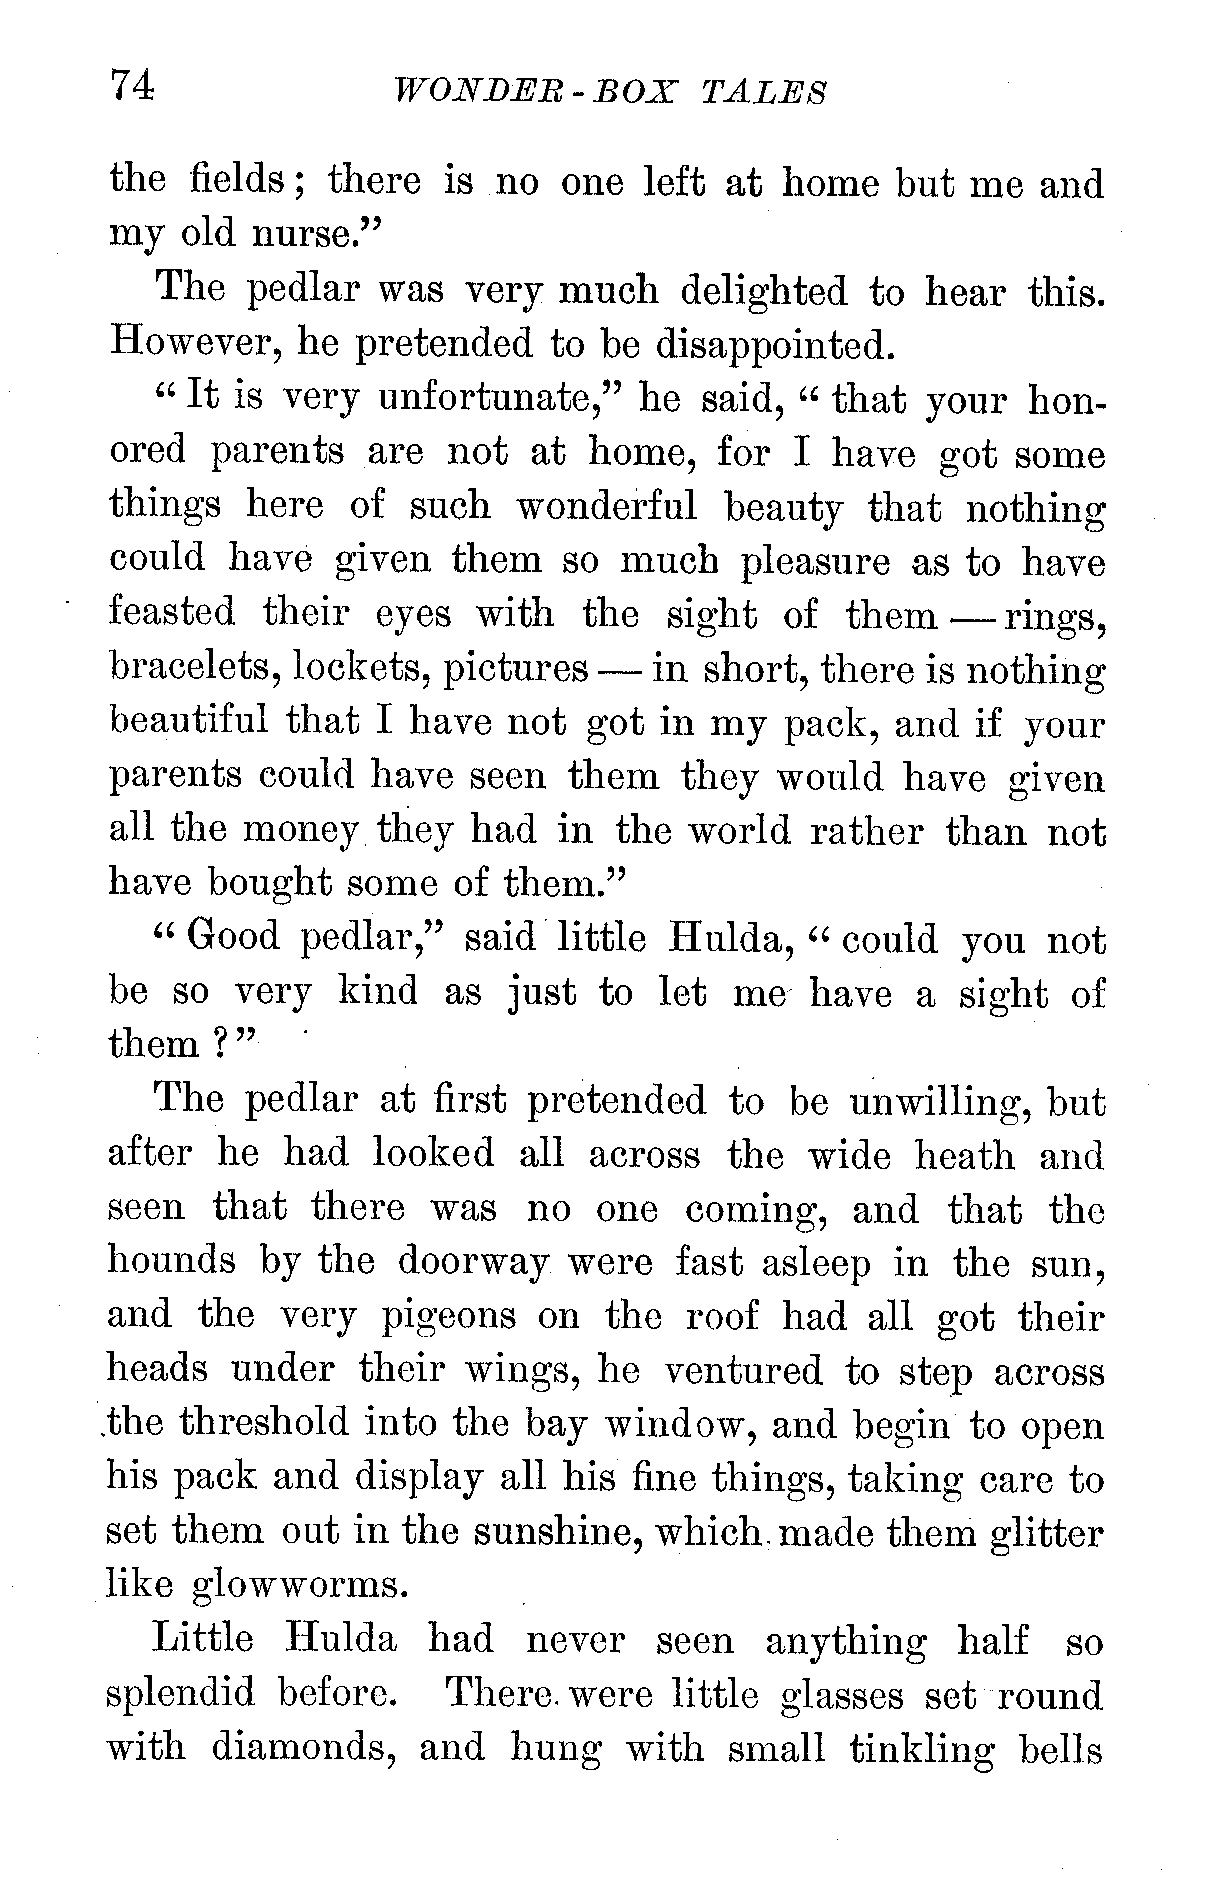 74 WONDER-BOX TALES
the fields; there is no one left at home but me and
my old nurse."
The pedlar was very much delighted to hear this.
However, he pretended to be disappointed.
"It is very unfortunate," he said, "that your hon-
ored parents are not at home, for I have got some
things here of such wonderful beauty that nothing
could have given them so much pleasure as to have
feasted their eyes with the sight of them — rings,
bracelets, lockets, pictures — in short, there is nothing
beautiful that I have not got in my pack, and if your
parents could have seen them they would have given
all the money they had in the world rather than not
have bought some of them."
"Good pedlar," said little Hulda, "could you not
be so very kind as just to let me have a sight of
them?"
The pedlar at first pretended to be unwilling, but
after he had looked all across the wide heath and
seen that there was no one coming, and that the
hounds by the doorway were fast asleep in the sun,
and the very pigeons on the roof had all got their
heads under their wings, he ventured to step across
the threshold into the bay window, and begin to open
his pack and display all his fine things, taking care to
set them out in the sunshine, which made them glitter
like glowworms.
Little Hulda had never seen anything half so
splendid before. There were little glasses set round
with diamonds, and hung with small tinkling bells